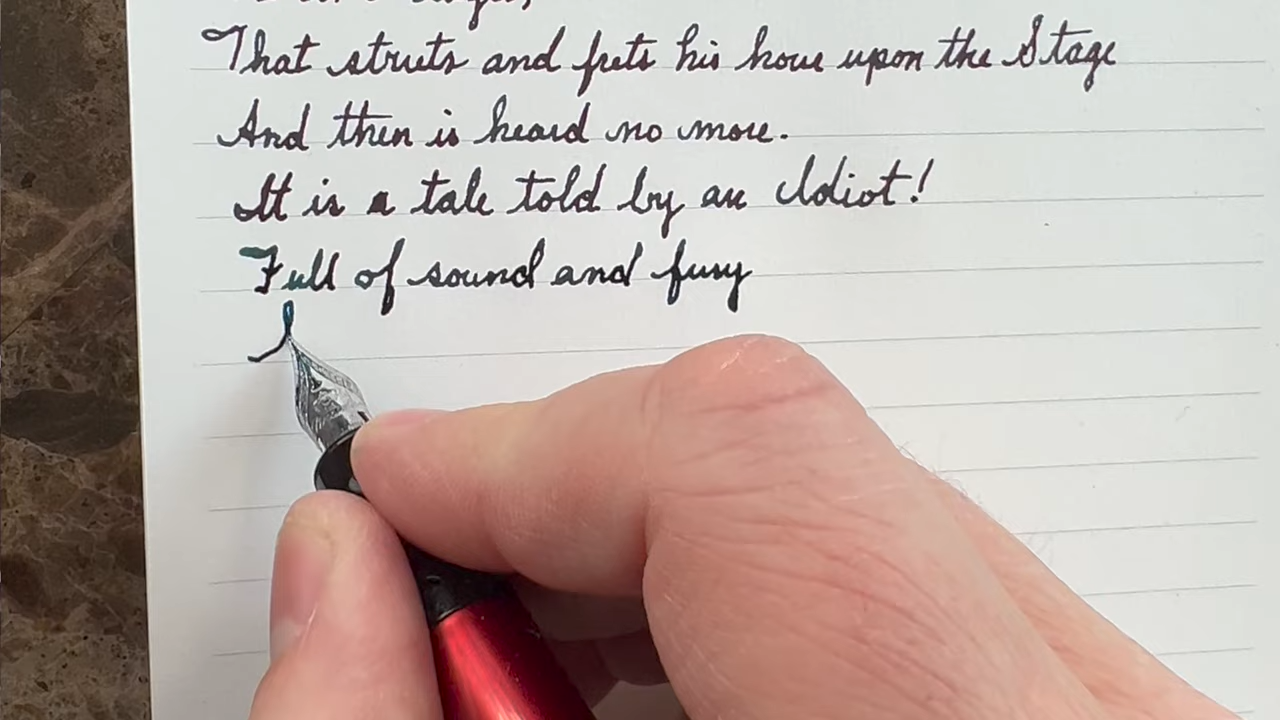 That struts and frets his hour upon the Stage
And then is heard no more.
It is a tale told by an Idiot!
Full of sound and fury